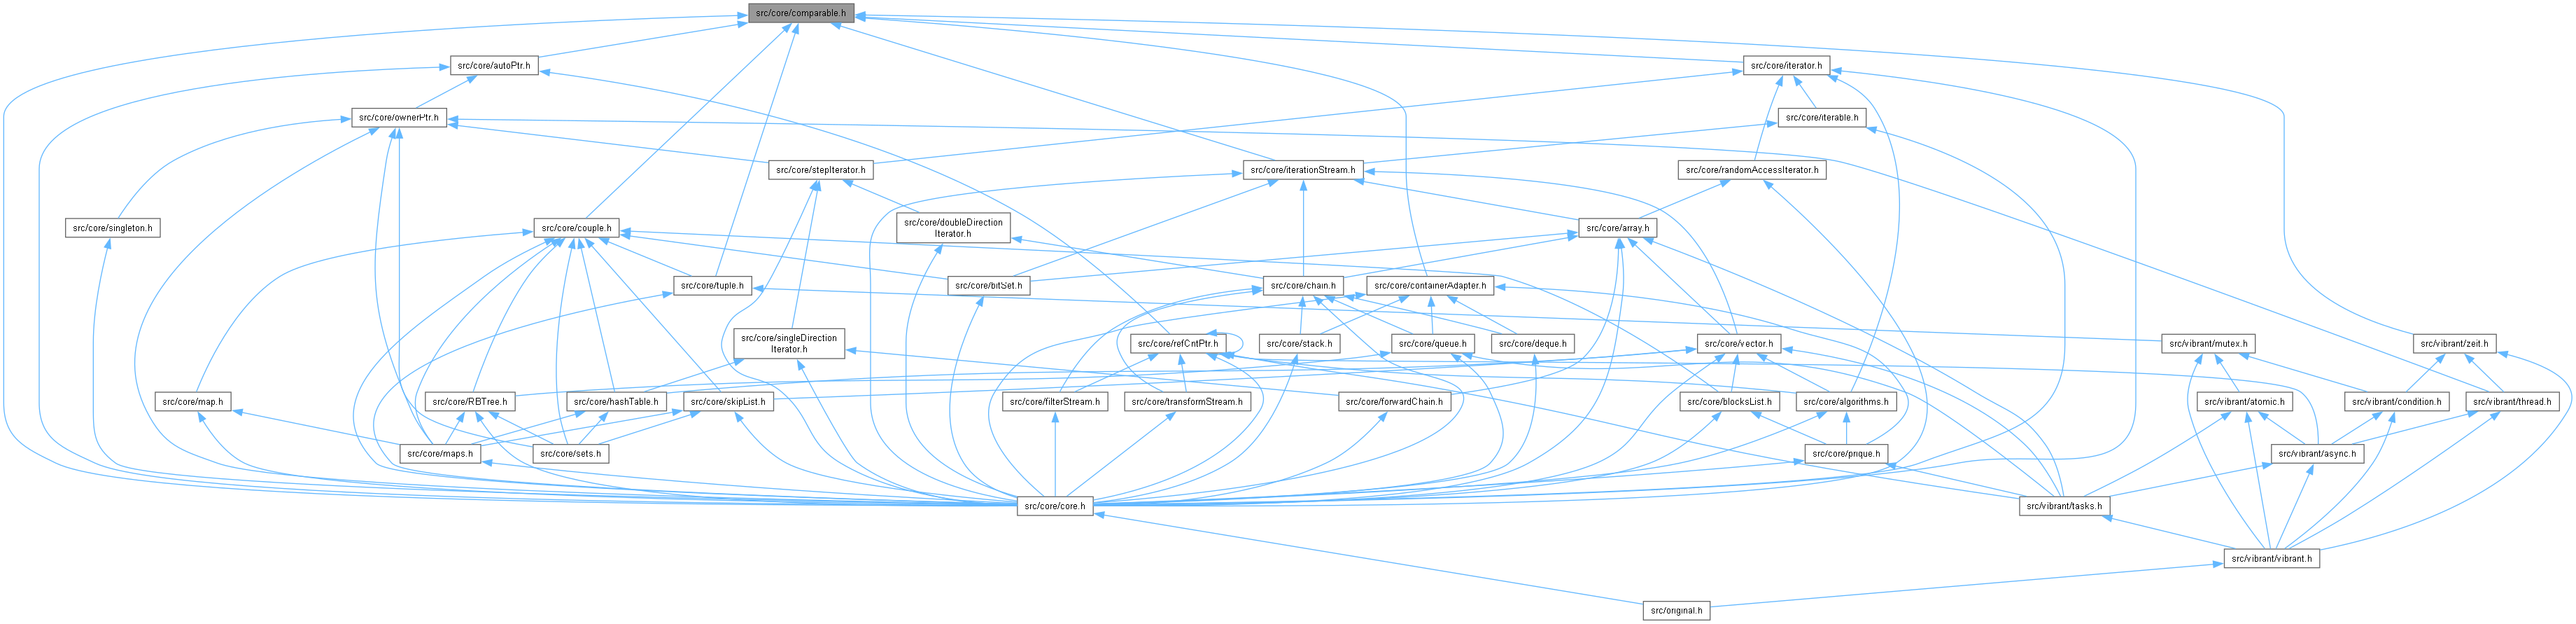 src/core/comparable.h
src/core/autoPtr.h
src/core/iterator.h
src/core/ownerPtr.h
src/core/iterable.h
src/core/stepIterator.h
src/core/iterationStream.h
src/core/randomAccessIterator.h
src/core/singleton.h
src/core/couple.h
src/core/doubleDirection
Iterator.h
src/core/array.h
src/core/tuple.h
src/core/bitSet.h
src/core/chain.h
src/core/containerAdapter.h
src/core/singleDirection
Iterator.h
src/core/refCntPtr.h
src/core/stack.h
src/core/queue.h
src/core/deque.h
src/core/vector.h
src/vibrant/mutex.h
src/vibrant/zeit.h
src/core/map.h
src/core/RBTree.h
src/core/hashTable.h
src/core/skipList.h
src/core/filterStream.h
src/core/transformStream.h
src/core/forwardChain.h
src/core/blocksList.h
src/core/algorithms.h
src/vibrant/atomic.h
src/vibrant/condition.h
src/vibrant/thread.h
src/core/maps.h
src/core/sets.h
src/core/prique.h
src/vibrant/async.h
src/core/core.h
src/vibrant/tasks.h
src/vibrant/vibrant.h
src/original.h